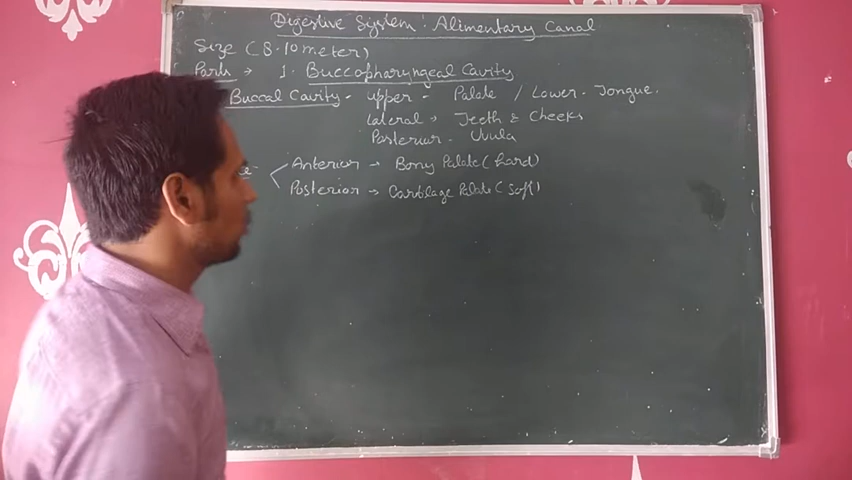 Digestive System : Alimentary Canal
Size (8-10 meter)
Parts → 1. Buccopharyngeal Cavity
Buccal Cavity - upper - Palate / Lower - Tongue.
Lateral → Teeth & Cheeks
Posterior - Uvula
Anterior → Bony Palate (hard)
Posterior → Cartilage Palate (soft)